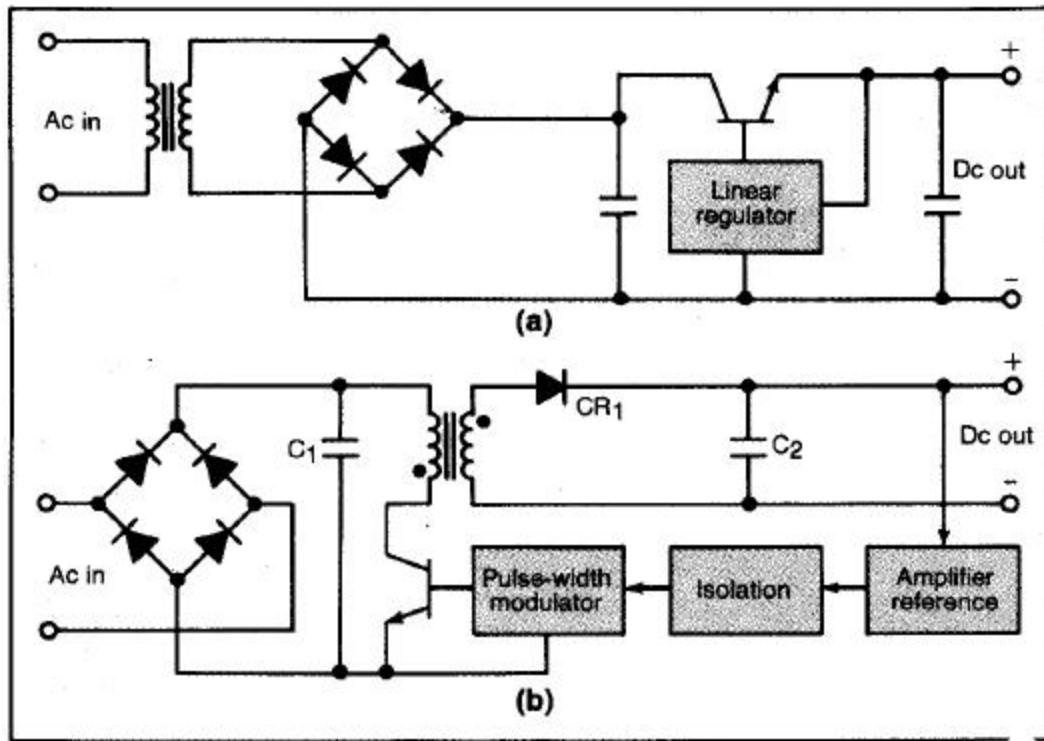 Ac in
+
Linear
regulator
Dc out
−
(a)
+
CR1
C1
C2
Dc out
−
Ac in
Pulse-width
modulator
Isolation
Amplifier
reference
(b)